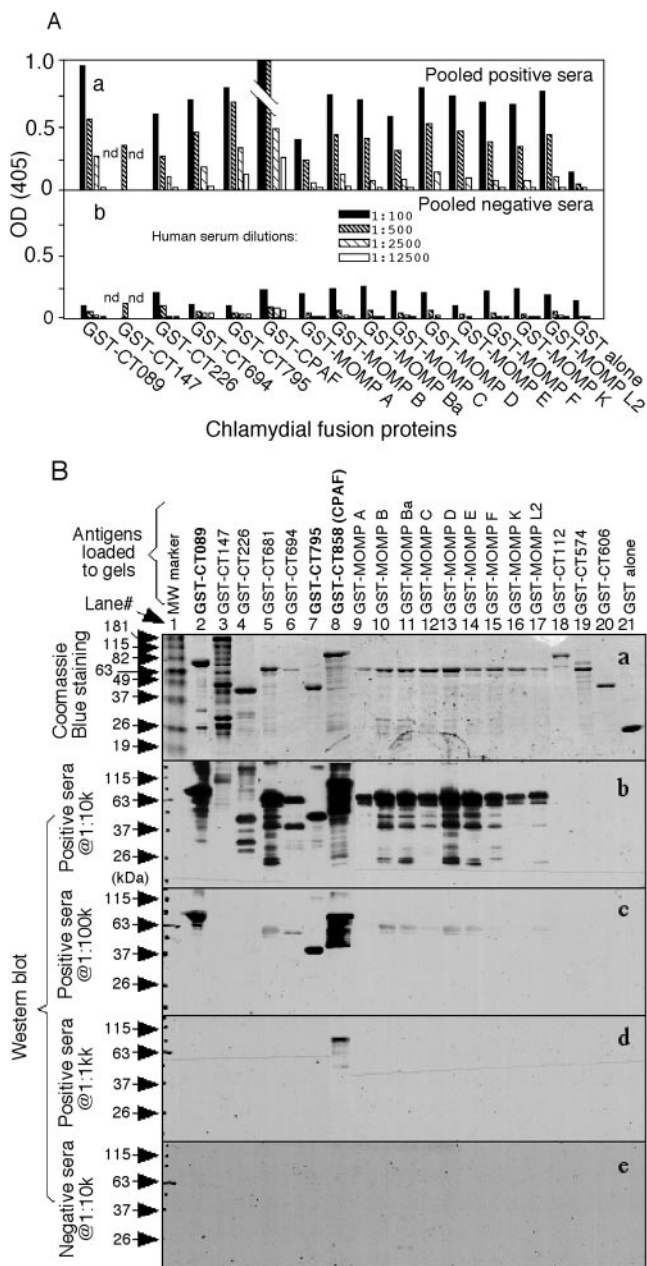 A
1.0
a
Pooled positive sera
nd
nd
0.5
0
OD (405)
b
Pooled negative sera
Human serum dilutions:
1:100
1:500
1:2500
1:12500
0.5
nd
nd
0
GST-CT089
GST-CT147
GST-CT226
GST-CT694
GST-CT795
GST-CPAF
GST-MOMP A
GST-MOMP B
GST-MOMP Ba
GST-MOMP C
GST-MOMP D
GST-MOMP E
GST-MOMP F
GST-MOMP K
GST-MOMP L2
GST alone
Chlamydial fusion proteins
B
Antigens
loaded
to gels
MW marker
GST-CT089
GST-CT147
GST-CT226
GST-CT681
GST-CT694
GST-CT795
GST-CT858 (CPAF)
GST-MOMP A
GST-MOMP B
GST-MOMP Ba
GST-MOMP C
GST-MOMP D
GST-MOMP E
GST-MOMP F
GST-MOMP K
GST-MOMP L2
GST-CT112
GST-CT574
GST-CT606
GST alone
Lane#
1 2 3 4 5 6 7 8 9 10 11 12 13 14 15 16 17 18 19 20 21
Coomassie
Blue staining
181
115
82
63
49
37
26
19
a
Western blot
Positive sera
@1:10k
115
63
37
26
(kDa)
b
Positive sera
@1:100k
115
63
37
26
c
Positive sera
@1:1kk
115
63
37
26
d
Negative sera
@1:10k
115
63
37
26
e